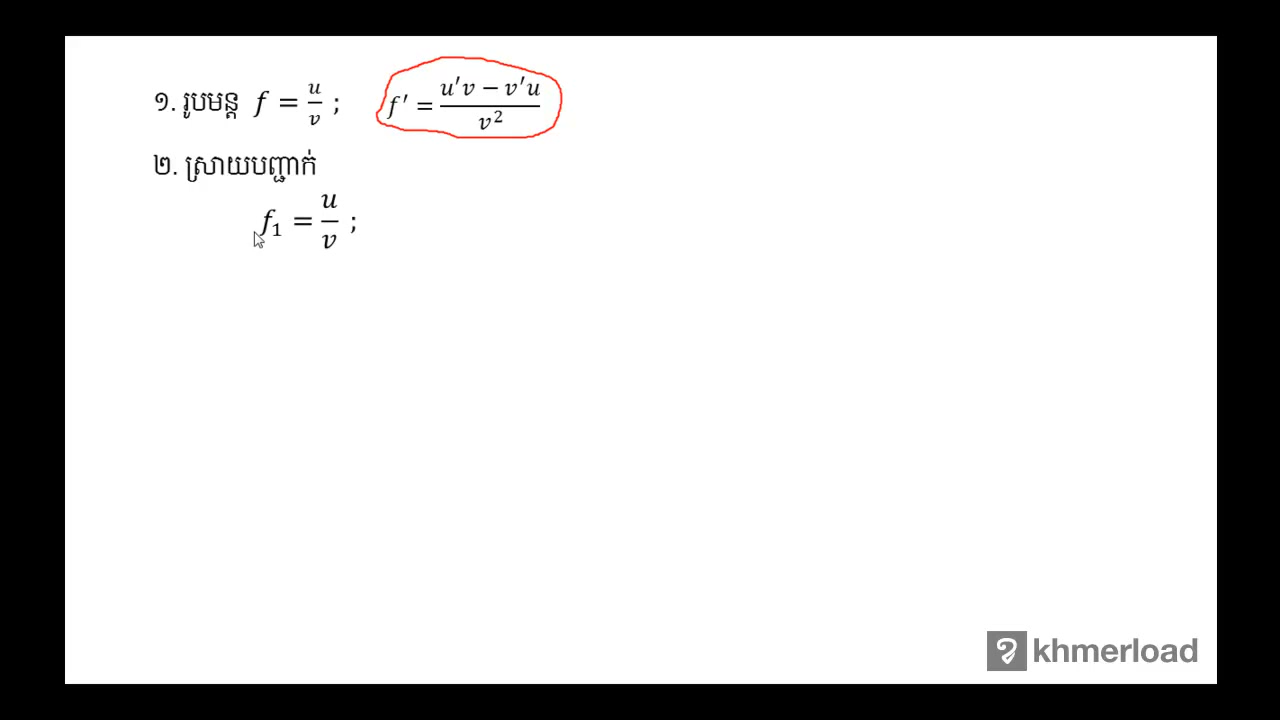 ១. រូបមន្ត f = u/v ; f′ = (u′v − v′u)/v²
២. ស្រាយបញ្ជាក់
f₁ = u/v ;
khmerload